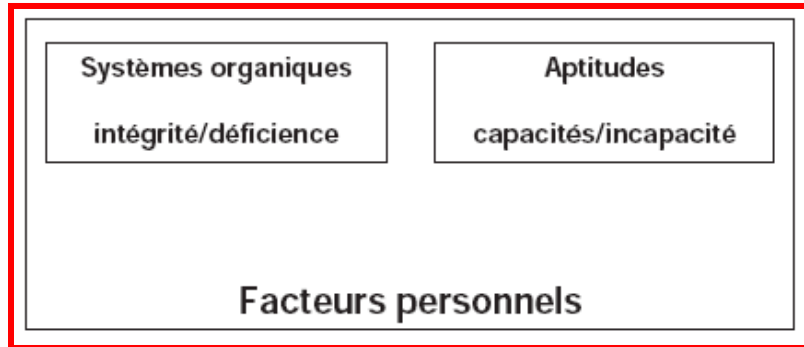 Systèmes organiques
intégrité/déficience
Aptitudes
capacités/incapacité
Facteurs personnels